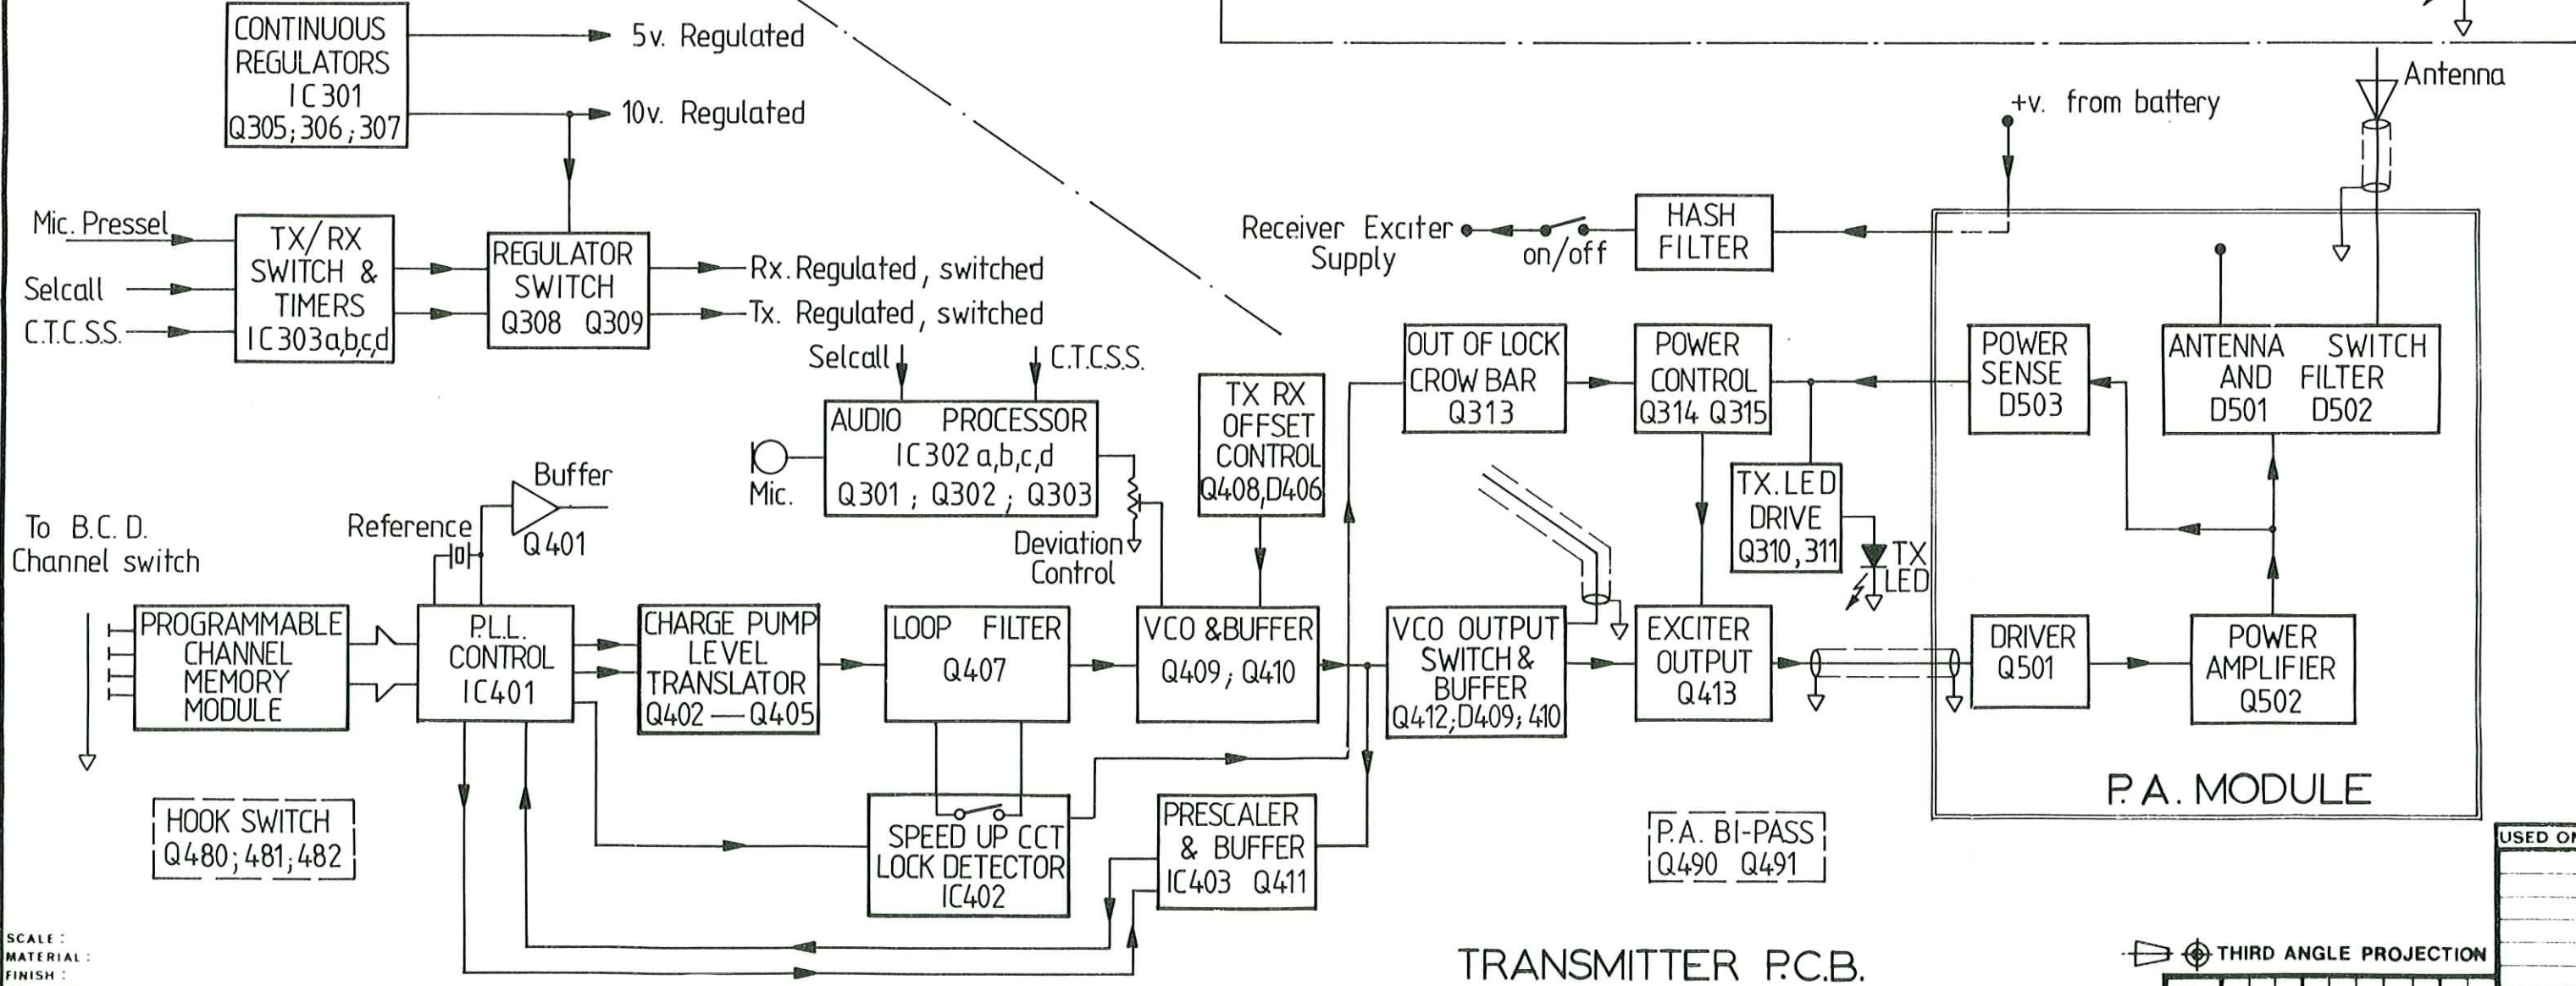 CONTINUOUS
REGULATORS
IC301
Q305;306;307
5v. Regulated
10v. Regulated
Mic. Pressel
Selcall
C.T.C.S.S.
TX/RX
SWITCH &
TIMERS
IC303a,b,c,d
REGULATOR
SWITCH
Q308 Q309
Rx. Regulated, switched
Tx. Regulated, switched
Antenna
+v. from battery
Receiver Exciter
Supply
on/off
HASH
FILTER
Selcall
C.T.C.S.S.
AUDIO PROCESSOR
IC302 a,b,c,d
Q301 ; Q302 ; Q303
Mic.
Deviation
Control
TX RX
OFFSET
CONTROL
Q408,D406
OUT OF LOCK
CROW BAR
Q313
POWER
CONTROL
Q314 Q315
TX.LED
DRIVE
Q310,311
TX
LED
POWER
SENSE
D503
ANTENNA SWITCH
AND FILTER
D501 D502
To B.C.D.
Channel switch
Reference
Buffer
Q401
PROGRAMMABLE
CHANNEL
MEMORY
MODULE
P.L.L.
CONTROL
IC401
CHARGE PUMP
LEVEL
TRANSLATOR
Q402 — Q405
LOOP FILTER
Q407
VCO & BUFFER
Q409; Q410
VCO OUTPUT
SWITCH &
BUFFER
Q412;D409;410
EXCITER
OUTPUT
Q413
DRIVER
Q501
POWER
AMPLIFIER
Q502
P.A. MODULE
HOOK SWITCH
Q480;481;482
SPEED UP CCT
LOCK DETECTOR
IC402
PRESCALER
& BUFFER
IC403 Q411
P.A. BI-PASS
Q490 Q491
USED ON
SCALE :
MATERIAL :
FINISH :
TRANSMITTER P.C.B.
THIRD ANGLE PROJECTION